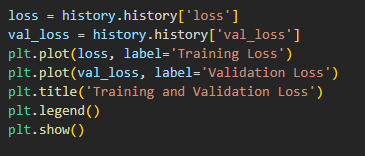 loss = history.history['loss']
val_loss = history.history['val_loss']
plt.plot(loss, label='Training Loss')
plt.plot(val_loss, label='Validation Loss')
plt.title('Training and Validation Loss')
plt.legend()
plt.show()